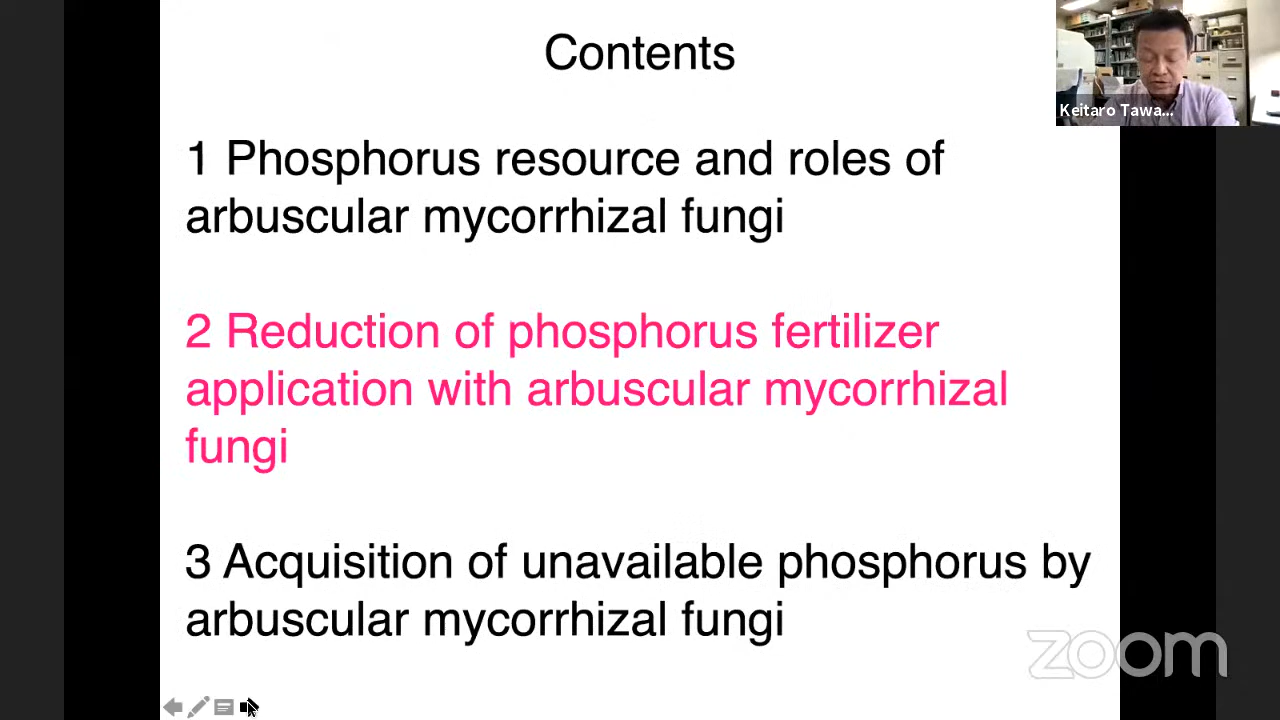 Contents
Keitaro Tawa...
1 Phosphorus resource and roles of
arbuscular mycorrhizal fungi
2 Reduction of phosphorus fertilizer
application with arbuscular mycorrhizal
fungi
3 Acquisition of unavailable phosphorus by
arbuscular mycorrhizal fungi
zoom